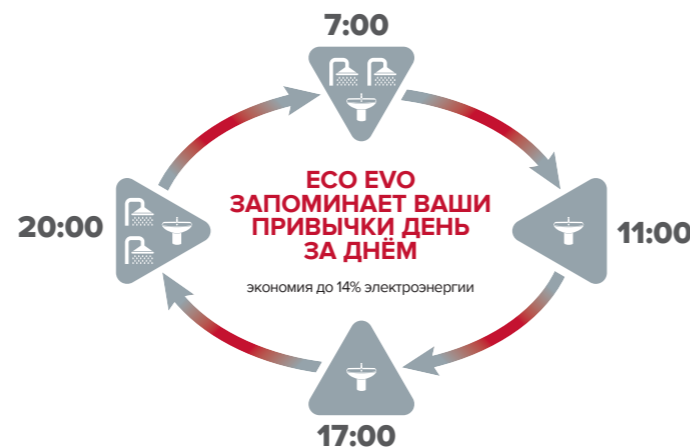 7:00
ECO EVO
ЗАПОМИНАЕТ ВАШИ
ПРИВЫЧКИ ДЕНЬ
ЗА ДНЁМ
20:00
11:00
экономия до 14% электроэнергии
17:00